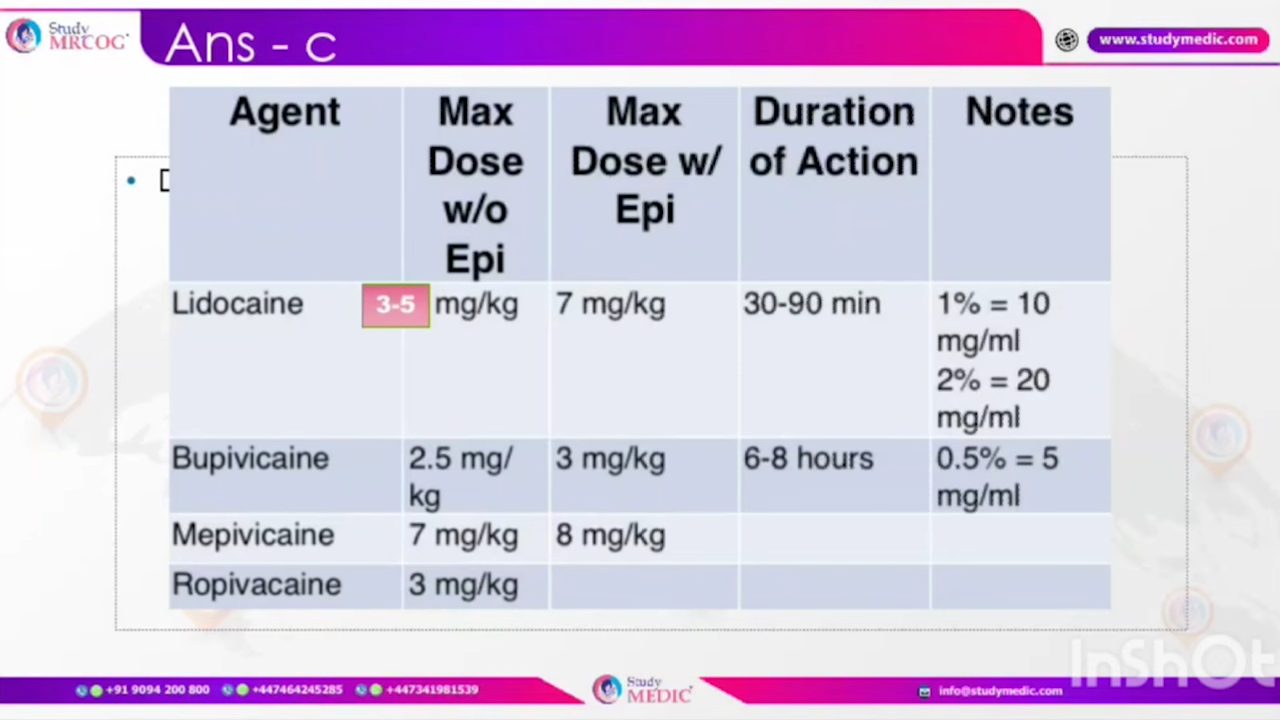 Study
MRCOG
Ans - c
www.studymedic.com
Agent
Max Dose w/o Epi
Max Dose w/ Epi
Duration of Action
Notes
Lidocaine
3-5 mg/kg
7 mg/kg
30-90 min
1% = 10 mg/ml
2% = 20 mg/ml
Bupivicaine
2.5 mg/kg
3 mg/kg
6-8 hours
0.5% = 5 mg/ml
Mepivicaine
7 mg/kg
8 mg/kg
Ropivacaine
3 mg/kg
InShOt
+91 9094 200 800
+447464245285
+447341981539
Study
MEDIC
info@studymedic.com